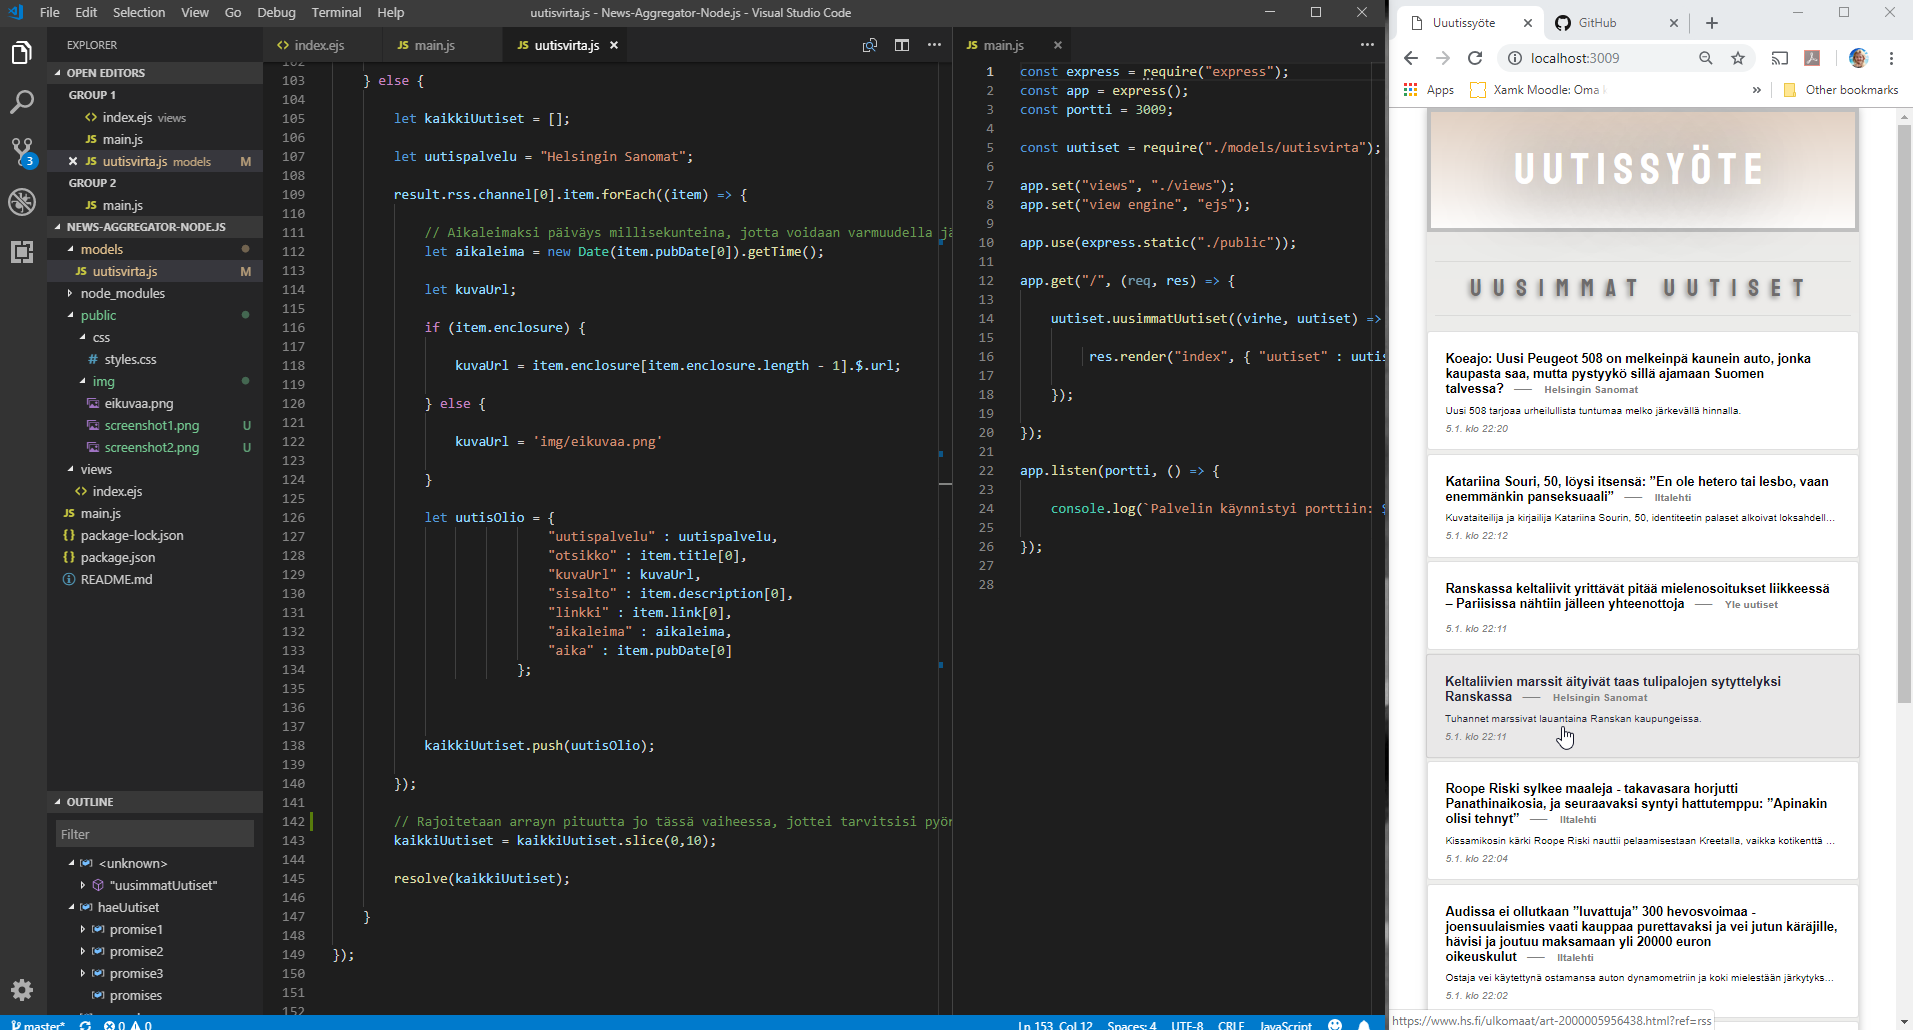 File Edit Selection View Go Debug Terminal Help
uutisvirta.js - News-Aggregator-Node.js - Visual Studio Code
EXPLORER
OPEN EDITORS
GROUP 1
index.ejs views
JS main.js
JS uutisvirta.js models M
GROUP 2
JS main.js
NEWS-AGGREGATOR-NODE.JS
models
JS uutisvirta.js M
node_modules
public
css
# styles.css
img
eikuvaa.png
screenshot1.png U
screenshot2.png U
views
<> index.ejs
JS main.js
{} package-lock.json
{} package.json
README.md
3
OUTLINE
Filter
<unknown>
"uusimmatUutiset"
haeUutiset
promise1
promise2
promise3
promises
<> index.ejs
JS main.js
JS uutisvirta.js
103 } else {
104
105 let kaikkiUutiset = [];
106
107 let uutispalvelu = "Helsingin Sanomat";
108
109 result.rss.channel[0].item.forEach((item) => {
110
111 // Aikaleimaksi päiväys millisekunteina, jotta voidaan varmuudella jä
112 let aikaleima = new Date(item.pubDate[0]).getTime();
113
114 let kuvaUrl;
115
116 if (item.enclosure) {
117
118 kuvaUrl = item.enclosure[item.enclosure.length - 1].$.url;
119
120 } else {
121
122 kuvaUrl = 'img/eikuvaa.png'
123
124 }
125
126 let uutisOlio = {
127 "uutispalvelu" : uutispalvelu,
128 "otsikko" : item.title[0],
129 "kuvaUrl" : kuvaUrl,
130 "sisalto" : item.description[0],
131 "linkki" : item.link[0],
132 "aikaleima" : aikaleima,
133 "aika" : item.pubDate[0]
134 };
135
136
137
138 kaikkiUutiset.push(uutisOlio);
139
140 });
141
142 // Rajoitetaan arrayn pituutta jo tässä vaiheessa, jottei tarvitsisi pyör
143 kaikkiUutiset = kaikkiUutiset.slice(0,10);
144
145 resolve(kaikkiUutiset);
146
147 }
148
149 });
150
151
152
JS main.js
1 const express = require("express");
2 const app = express();
3 const portti = 3009;
4
5 const uutiset = require("./models/uutisvirta");
6
7 app.set("views", "./views");
8 app.set("view engine", "ejs");
9
10 app.use(express.static("./public"));
11
12 app.get("/", (req, res) => {
13
14 uutiset.uusimmatUutiset((virhe, uutiset) =>
15
16 res.render("index", { "uutiset" : uutis
17
18 });
19
20 });
21
22 app.listen(portti, () => {
23
24 console.log(`Palvelin käynnistyi porttiin: $
25
26 });
27
28
master* 0 0
Ln 153, Col 12 Spaces: 4 UTF-8 CRLF JavaScript
Uuutissyöte
GitHub
localhost:3009
Apps Xamk Moodle: Oma » Other bookmarks
UUTISSYÖTE
UUSIMMAT UUTISET
Koeajo: Uusi Peugeot 508 on melkeinpä kaunein auto, jonka
kaupasta saa, mutta pystyykö sillä ajamaan Suomen
talvessa? Helsingin Sanomat
Uusi 508 tarjoaa urheilullista tuntumaa melko järkevällä hinnalla.
5.1. klo 22:20
Katariina Souri, 50, löysi itsensä: ”En ole hetero tai lesbo, vaan
enemmänkin panseksuaali” Iltalehti
Kuvataiteilija ja kirjailija Katariina Sourin, 50, identiteetin palaset alkoivat loksahdell...
5.1. klo 22:12
Ranskassa keltaliivit yrittävät pitää mielenosoitukset liikkeessä
– Pariisissa nähtiin jälleen yhteenottoja Yle uutiset
5.1. klo 22:11
Keltaliivien marssit äityivät taas tulipalojen sytyttelyksi
Ranskassa Helsingin Sanomat
Tuhannet marssivat lauantaina Ranskan kaupungeissa.
5.1. klo 22:11
Roope Riski sylkee maaleja - takavasara horjutti
Panathinaikosia, ja seuraavaksi syntyi hattutemppu: ”Apinakin
olisi tehnyt” Iltalehti
Kissamikosin kärki Roope Riski nauttii pelaamisestaan Kreetalla, vaikka kotikenttä ...
5.1. klo 22:04
Audissa ei ollutkaan ”luvattuja” 300 hevosvoimaa -
joensuulaismies vaati kauppaa purettavaksi ja vei jutun käräjille,
hävisi ja joutuu maksamaan yli 20000 euron
oikeuskulut Iltalehti
Ostaja vei käytettynä ostamansa auton dynamometriin ja koki mielestään järkytyks...
5.1. klo 22:02
https://www.hs.fi/ulkomaat/art-2000005956438.html?ref=rss